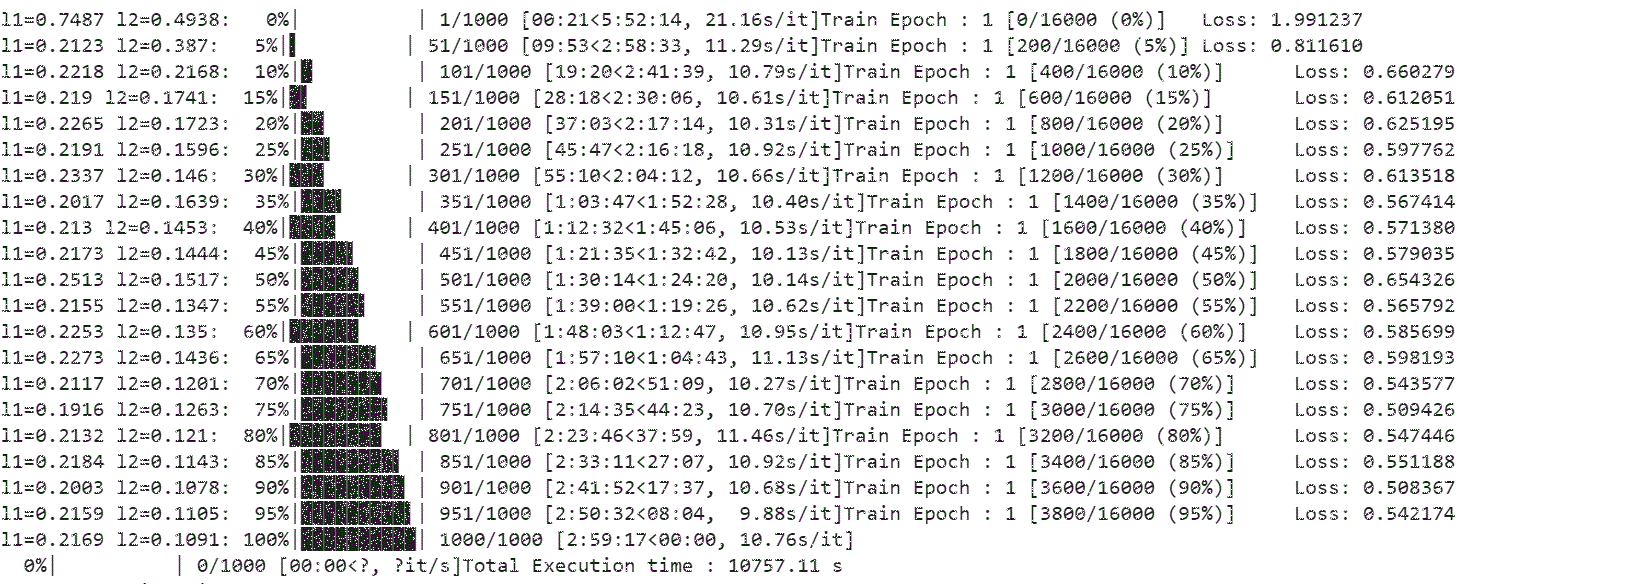 l1=0.7487 l2=0.4938: 0%| | 1/1000 [00:21<5:52:14, 21.16s/it]Train Epoch : 1 [0/16000 (0%)] Loss: 1.991237
l1=0.2123 l2=0.387: 5%| | 51/1000 [09:53<2:58:33, 11.29s/it]Train Epoch : 1 [200/16000 (5%)] Loss: 0.811610
l1=0.2218 l2=0.2168: 10%| | 101/1000 [19:20<2:41:39, 10.79s/it]Train Epoch : 1 [400/16000 (10%)] Loss: 0.660279
l1=0.219 l2=0.1741: 15%| | 151/1000 [28:18<2:30:06, 10.61s/it]Train Epoch : 1 [600/16000 (15%)] Loss: 0.612051
l1=0.2265 l2=0.1723: 20%| | 201/1000 [37:03<2:17:14, 10.31s/it]Train Epoch : 1 [800/16000 (20%)] Loss: 0.625195
l1=0.2191 l2=0.1596: 25%| | 251/1000 [45:47<2:16:18, 10.92s/it]Train Epoch : 1 [1000/16000 (25%)] Loss: 0.597762
l1=0.2337 l2=0.146: 30%| | 301/1000 [55:10<2:04:12, 10.66s/it]Train Epoch : 1 [1200/16000 (30%)] Loss: 0.613518
l1=0.2017 l2=0.1639: 35%| | 351/1000 [1:03:47<1:52:28, 10.40s/it]Train Epoch : 1 [1400/16000 (35%)] Loss: 0.567414
l1=0.213 l2=0.1453: 40%| | 401/1000 [1:12:32<1:45:06, 10.53s/it]Train Epoch : 1 [1600/16000 (40%)] Loss: 0.571380
l1=0.2173 l2=0.1444: 45%| | 451/1000 [1:21:35<1:32:42, 10.13s/it]Train Epoch : 1 [1800/16000 (45%)] Loss: 0.579035
l1=0.2513 l2=0.1517: 50%| | 501/1000 [1:30:14<1:24:20, 10.14s/it]Train Epoch : 1 [2000/16000 (50%)] Loss: 0.654326
l1=0.2155 l2=0.1347: 55%| | 551/1000 [1:39:00<1:19:26, 10.62s/it]Train Epoch : 1 [2200/16000 (55%)] Loss: 0.565792
l1=0.2253 l2=0.135: 60%| | 601/1000 [1:48:03<1:12:47, 10.95s/it]Train Epoch : 1 [2400/16000 (60%)] Loss: 0.585699
l1=0.2273 l2=0.1436: 65%| | 651/1000 [1:57:10<1:04:43, 11.13s/it]Train Epoch : 1 [2600/16000 (65%)] Loss: 0.598193
l1=0.2117 l2=0.1201: 70%| | 701/1000 [2:06:02<51:09, 10.27s/it]Train Epoch : 1 [2800/16000 (70%)] Loss: 0.543577
l1=0.1916 l2=0.1263: 75%| | 751/1000 [2:14:35<44:23, 10.70s/it]Train Epoch : 1 [3000/16000 (75%)] Loss: 0.509426
l1=0.2132 l2=0.121: 80%| | 801/1000 [2:23:46<37:59, 11.46s/it]Train Epoch : 1 [3200/16000 (80%)] Loss: 0.547446
l1=0.2184 l2=0.1143: 85%| | 851/1000 [2:33:11<27:07, 10.92s/it]Train Epoch : 1 [3400/16000 (85%)] Loss: 0.551188
l1=0.2003 l2=0.1078: 90%| | 901/1000 [2:41:52<17:37, 10.68s/it]Train Epoch : 1 [3600/16000 (90%)] Loss: 0.508367
l1=0.2159 l2=0.1105: 95%| | 951/1000 [2:50:32<08:04, 9.88s/it]Train Epoch : 1 [3800/16000 (95%)] Loss: 0.542174
l1=0.2169 l2=0.1091: 100%| | 1000/1000 [2:59:17<00:00, 10.76s/it]
0%| | 0/1000 [00:00<?, ?it/s]Total Execution time : 10757.11 s